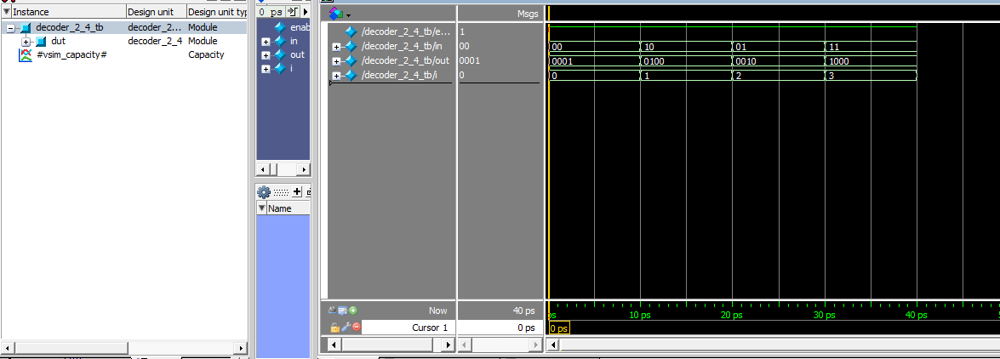 Instance Design unit Design unit typ
decoder_2_4_tb decoder_2... Module
dut decoder_2_4 Module
#vsim_capacity# Capacity
0 ps
enab
in
out
i
Name
Msgs
/decoder_2_4_tb/e... 1
/decoder_2_4_tb/in 00 00 10 01 11
/decoder_2_4_tb/out 0001 0001 0100 0010 1000
/decoder_2_4_tb/i 0 0 1 2 3
Now 40 ps ps 10 ps 20 ps 30 ps 40 ps
Cursor 1 0 ps 0 ps